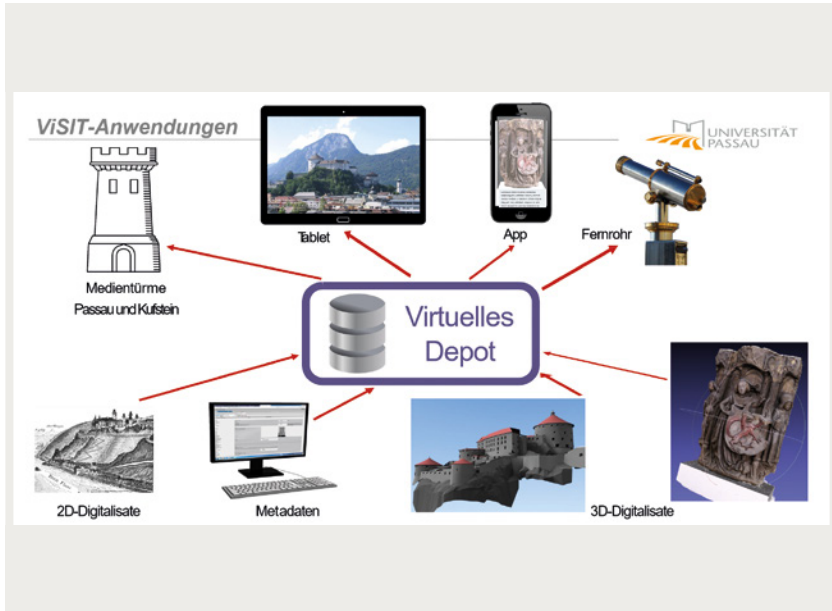 ViSIT-Anwendungen
UNIVERSITÄT
PASSAU
Tablet
App
Fernrohr
Medientürme
Passau und Kufstein
Virtuelles
Depot
2D-Digitalisate
Metadaten
3D-Digitalisate